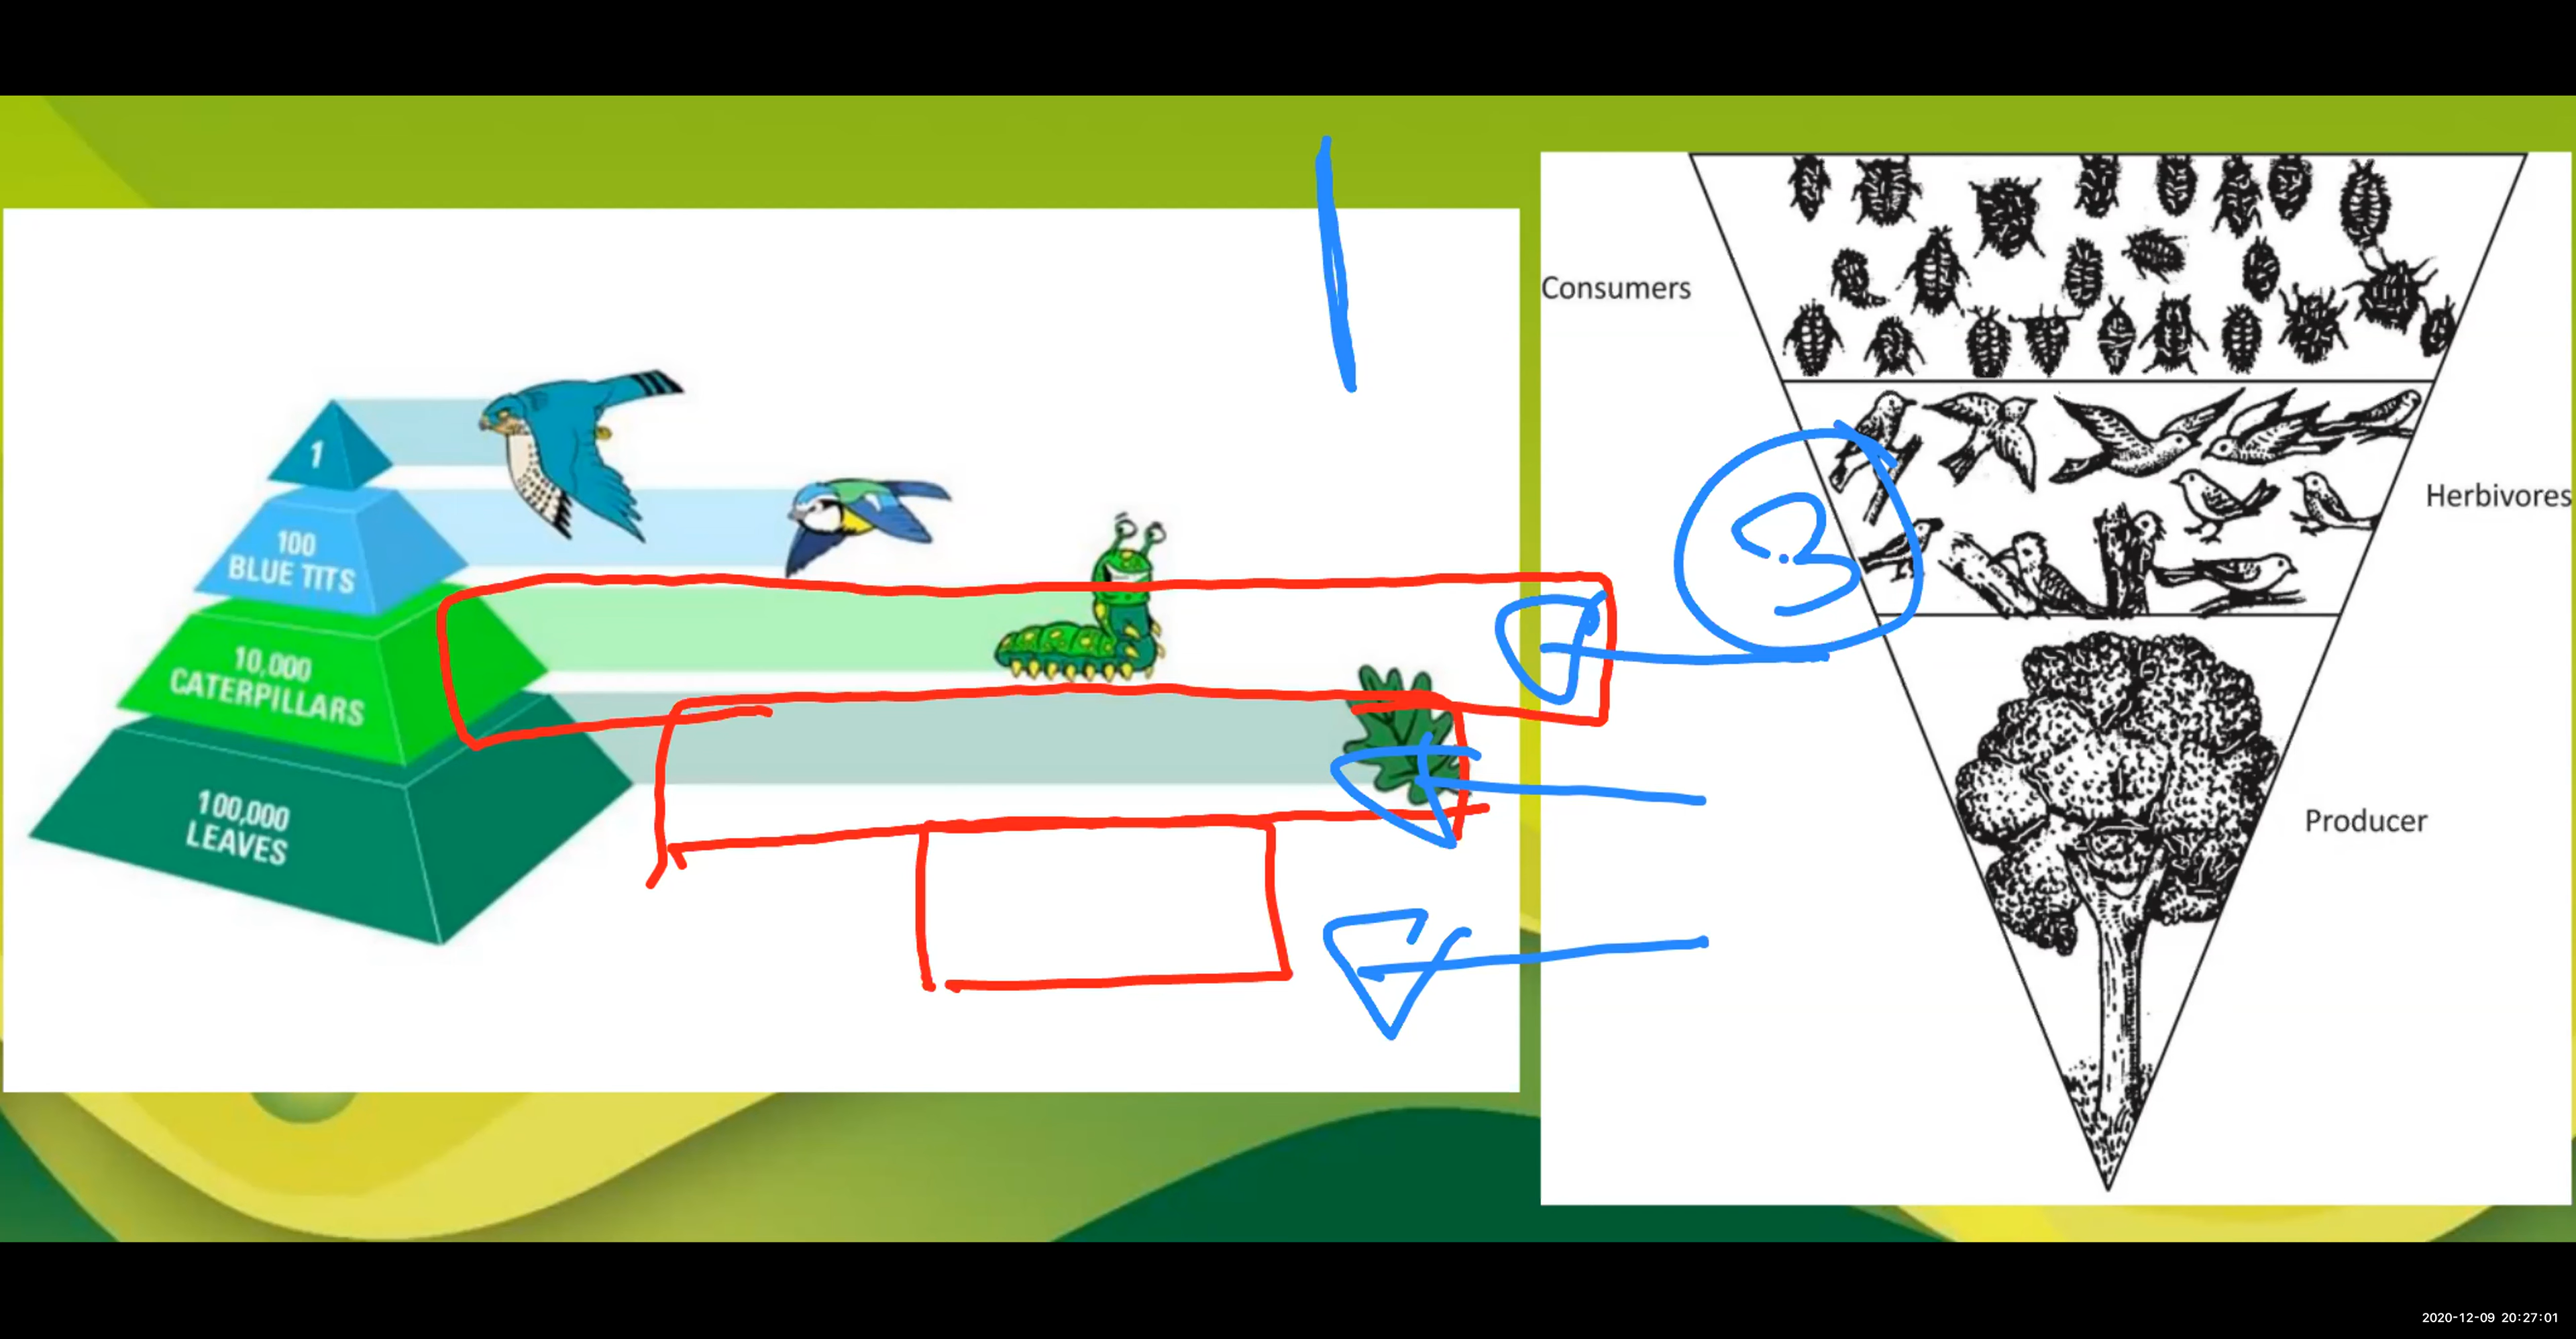 1
100
BLUE TITS
10,000
CATERPILLARS
100,000
LEAVES
Consumers
Herbivores
Producer
3
2020-12-09 20:27:01